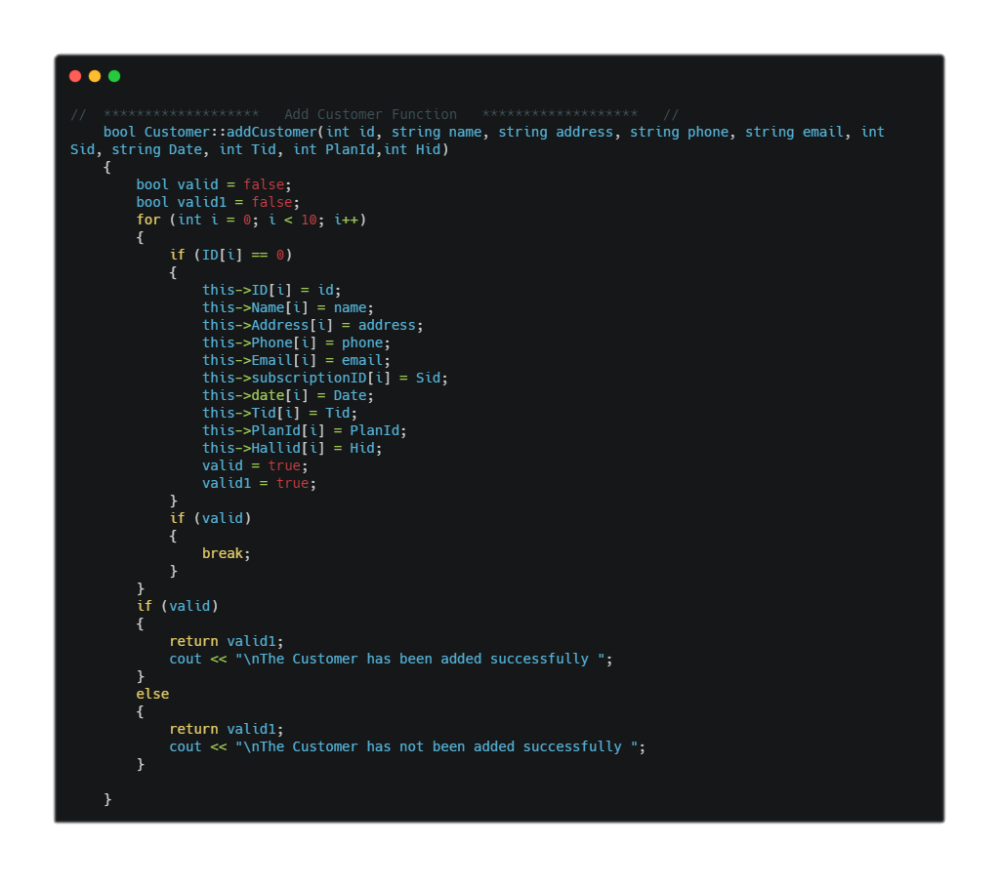 //  *******************   Add Customer Function   *******************   //
    bool Customer::addCustomer(int id, string name, string address, string phone, string email, int
Sid, string Date, int Tid, int PlanId,int Hid)
    {
        bool valid = false;
        bool valid1 = false;
        for (int i = 0; i < 10; i++)
        {
            if (ID[i] == 0)
            {
                this->ID[i] = id;
                this->Name[i] = name;
                this->Address[i] = address;
                this->Phone[i] = phone;
                this->Email[i] = email;
                this->subscriptionID[i] = Sid;
                this->date[i] = Date;
                this->Tid[i] = Tid;
                this->PlanId[i] = PlanId;
                this->Hallid[i] = Hid;
                valid = true;
                valid1 = true;
            }
            if (valid)
            {
                break;
            }
        }
        if (valid)
        {
            return valid1;
            cout << "\nThe Customer has been added successfully ";
        }
        else
        {
            return valid1;
            cout << "\nThe Customer has not been added successfully ";
        }
    }